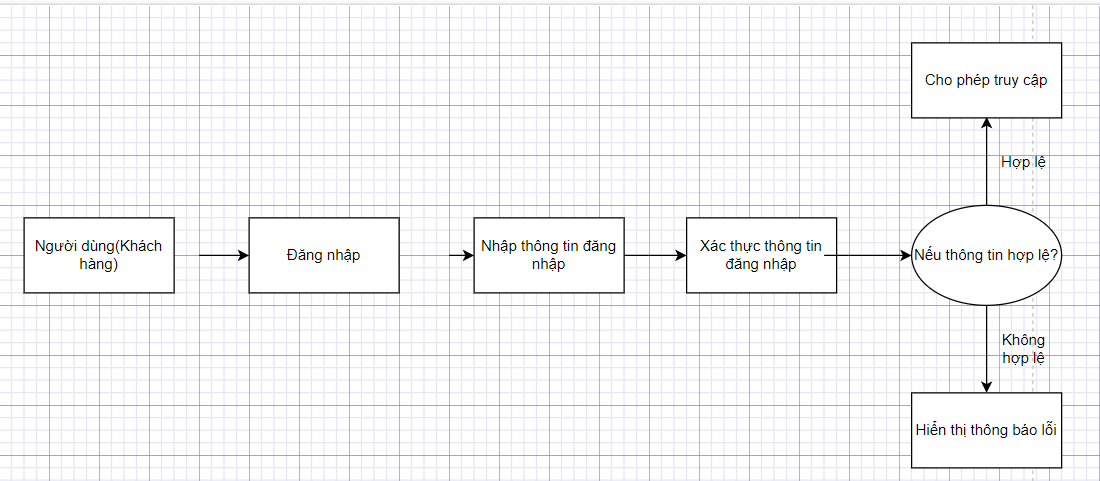 Cho phép truy cập
Hợp lệ
Người dùng(Khách
hàng)
Đăng nhập
Nhập thông tin đăng
nhập
Xác thực thông tin
đăng nhập
Nếu thông tin hợp lệ?
Không
hợp lệ
Hiển thị thông báo lỗi